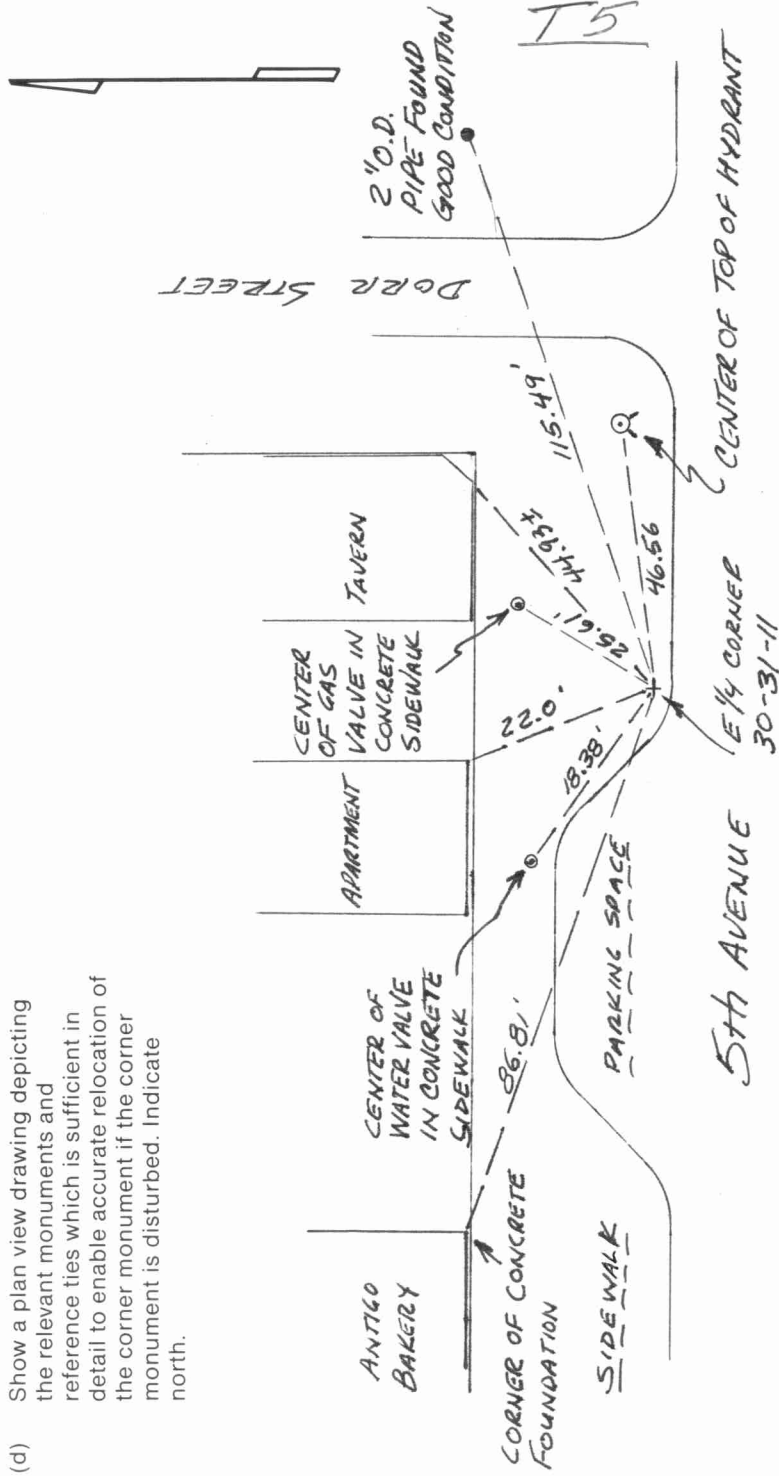 (d) Show a plan view drawing depicting
the relevant monuments and
reference ties which is sufficient in
detail to enable accurate relocation of
the corner monument if the corner
monument is disturbed. Indicate
north.
T5
2" O.D.
PIPE FOUND
GOOD CONDITION
DORR STREET
TAVERN
CENTER
OF GAS
VALVE IN
CONCRETE
SIDEWALK
APARTMENT
CENTER OF
WATER VALVE
IN CONCRETE
SIDEWALK
ANTIGO
BAKERY
CORNER OF CONCRETE
FOUNDATION
86.81'
18.38'
22.0'
25.61'
44.93±
115.49'
46.56
CENTER OF TOP OF HYDRANT
E 1/4 CORNER
30-31-11
PARKING SPACE
SIDEWALK
5th AVENUE